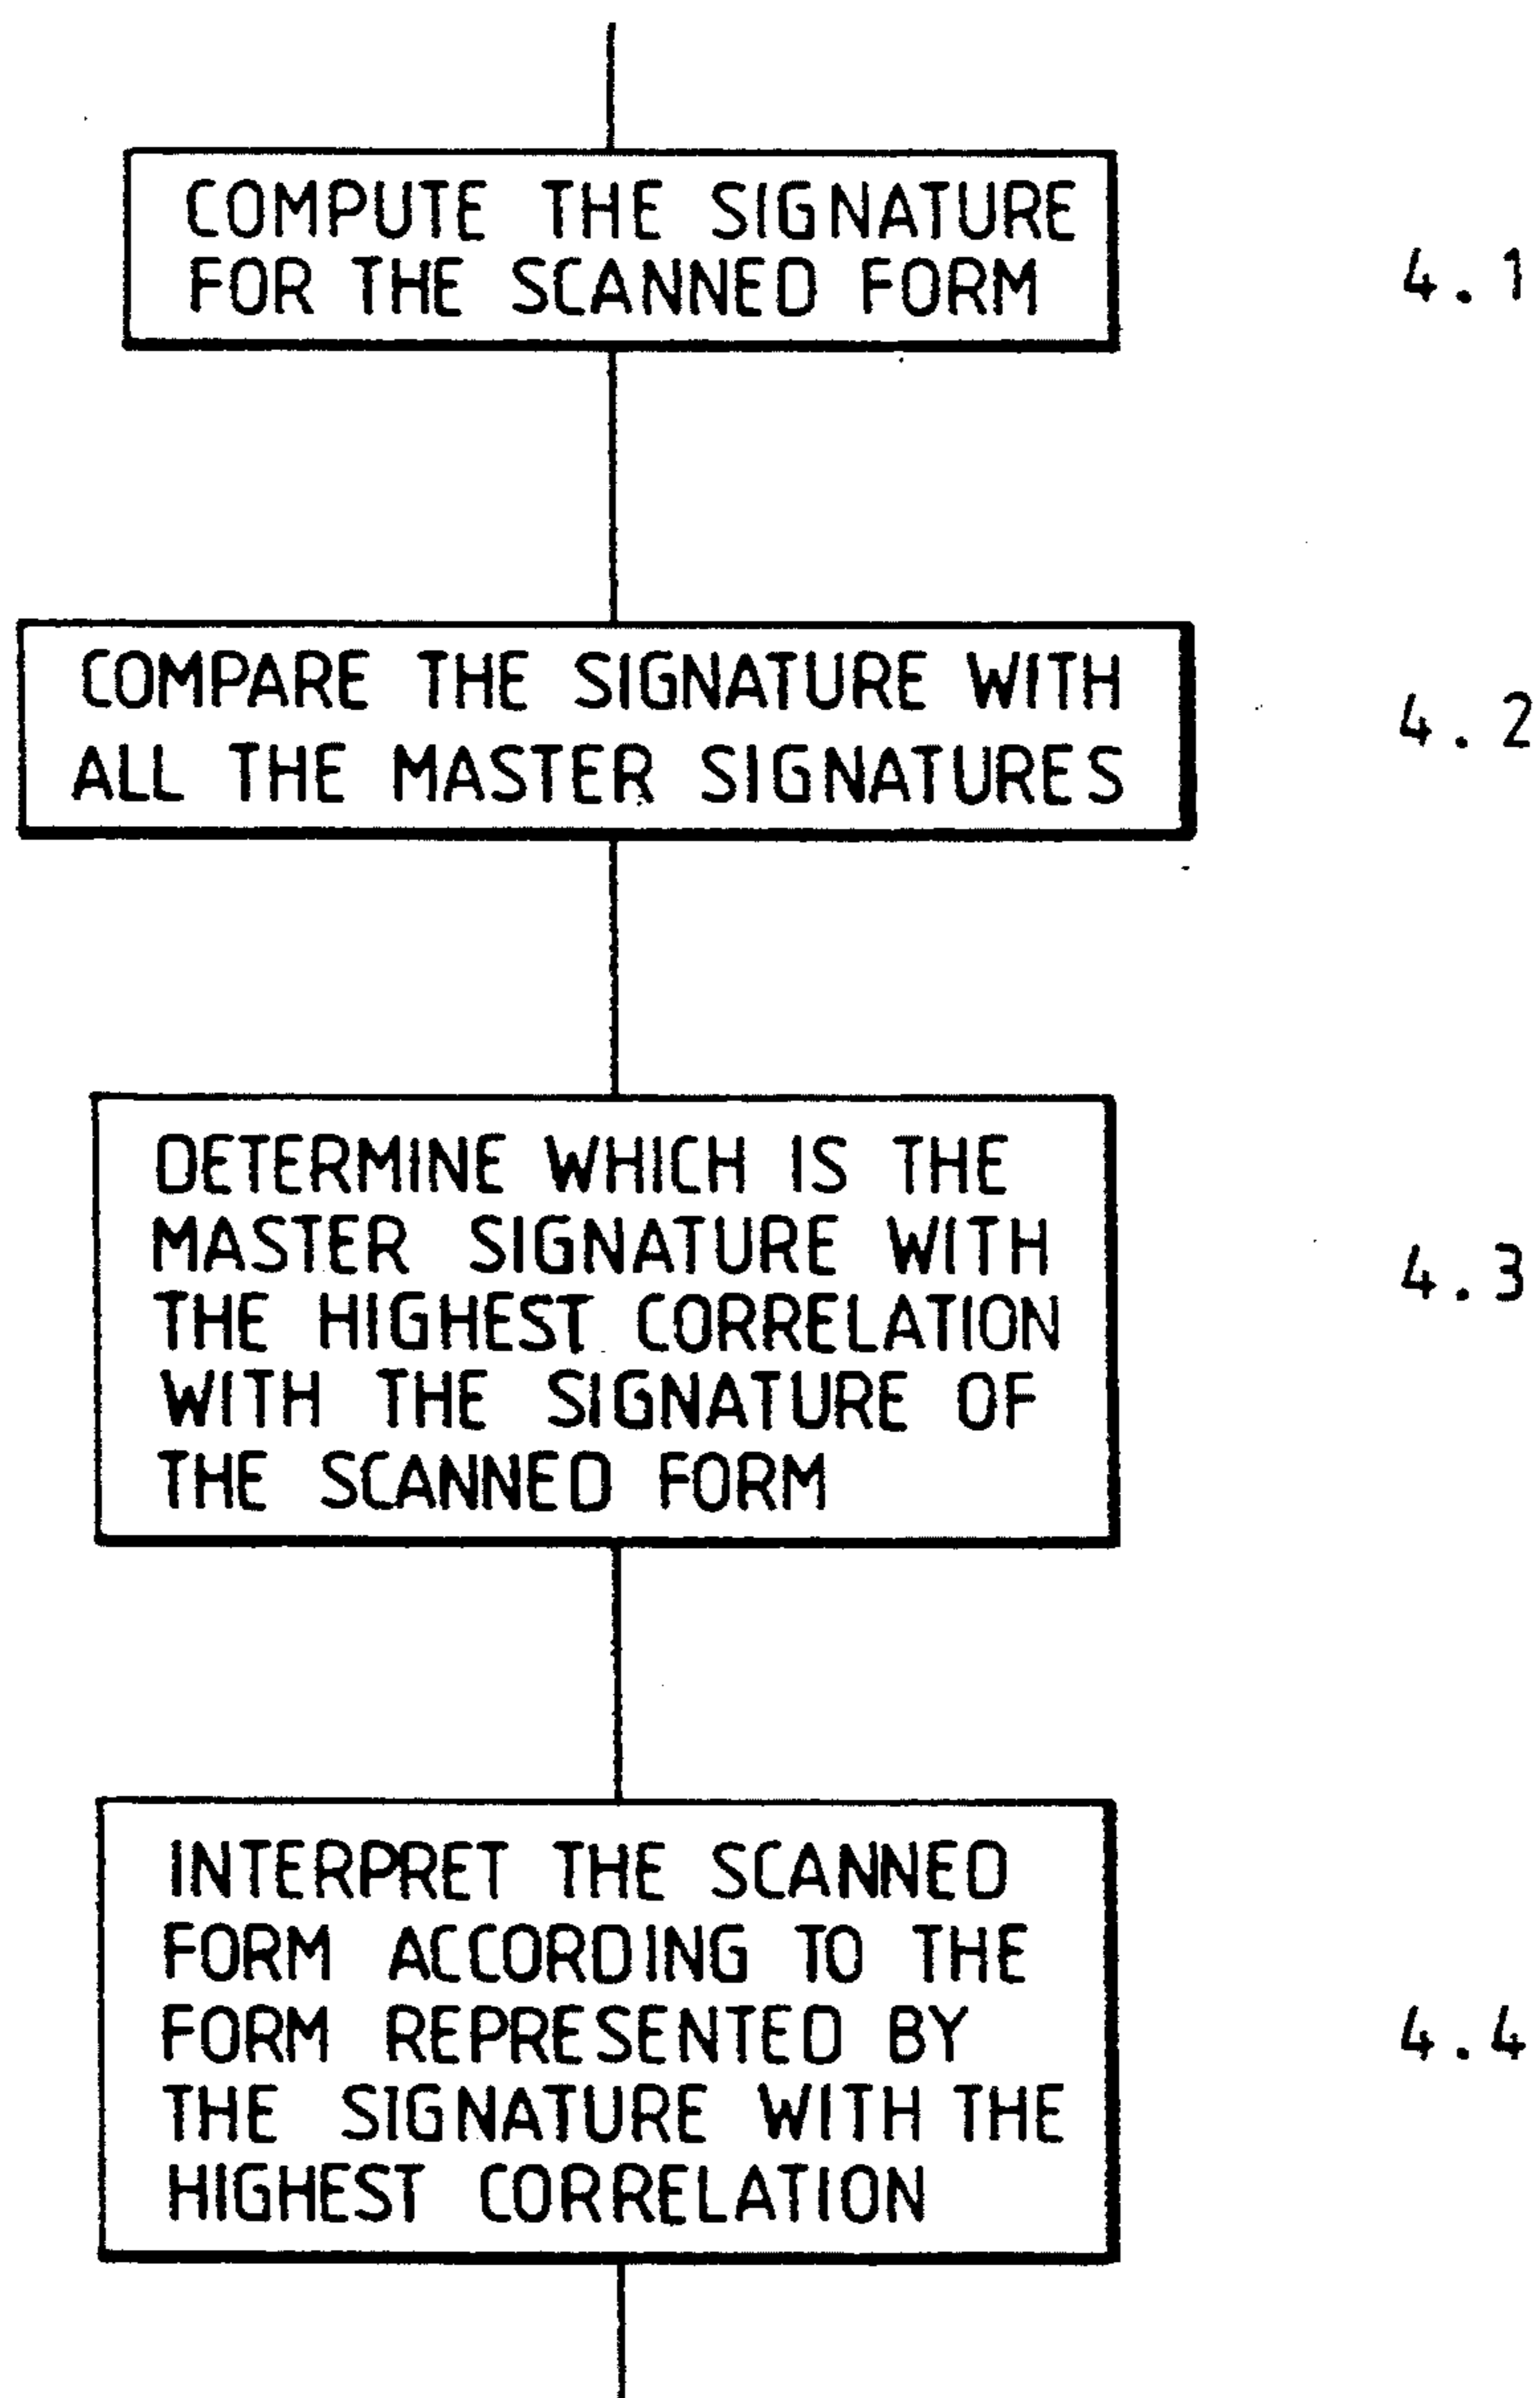 COMPUTE THE SIGNATURE
FOR THE SCANNED FORM
4.1
COMPARE THE SIGNATURE WITH
ALL THE MASTER SIGNATURES
4.2
DETERMINE WHICH IS THE
MASTER SIGNATURE WITH
THE HIGHEST CORRELATION
WITH THE SIGNATURE OF
THE SCANNED FORM
4.3
INTERPRET THE SCANNED
FORM ACCORDING TO THE
FORM REPRESENTED BY
THE SIGNATURE WITH THE
HIGHEST CORRELATION
4.4